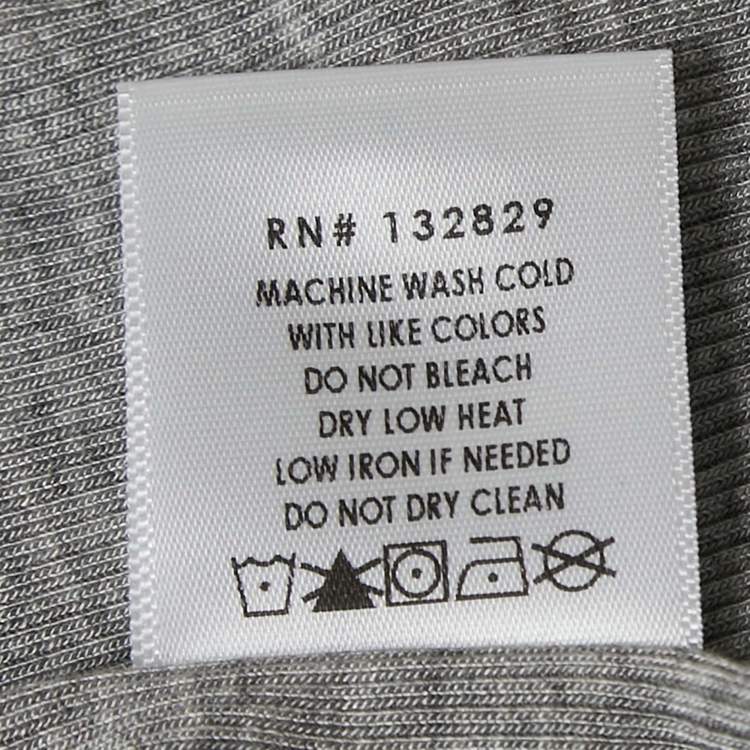 RN# 132829
MACHINE WASH COLD
WITH LIKE COLORS
DO NOT BLEACH
DRY LOW HEAT
LOW IRON IF NEEDED
DO NOT DRY CLEAN